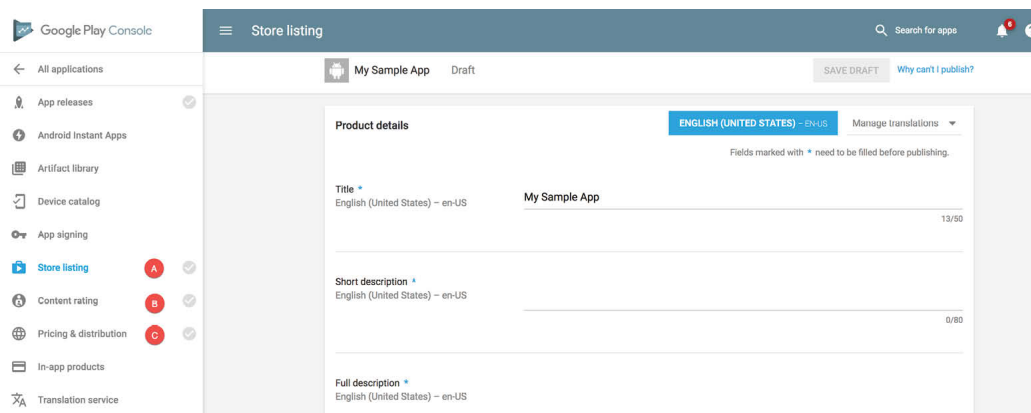 Google Play Console
Store listing
Search for apps
6
All applications
My Sample App
Draft
SAVE DRAFT
Why can't I publish?
App releases
Android Instant Apps
Artifact library
Device catalog
App signing
Store listing
A
Content rating
B
Pricing & distribution
C
In-app products
Translation service
Product details
ENGLISH (UNITED STATES) – EN-US
Manage translations
Fields marked with * need to be filled before publishing.
Title *
English (United States) – en-US
My Sample App
13/50
Short description *
English (United States) – en-US
0/80
Full description *
English (United States) – en-US